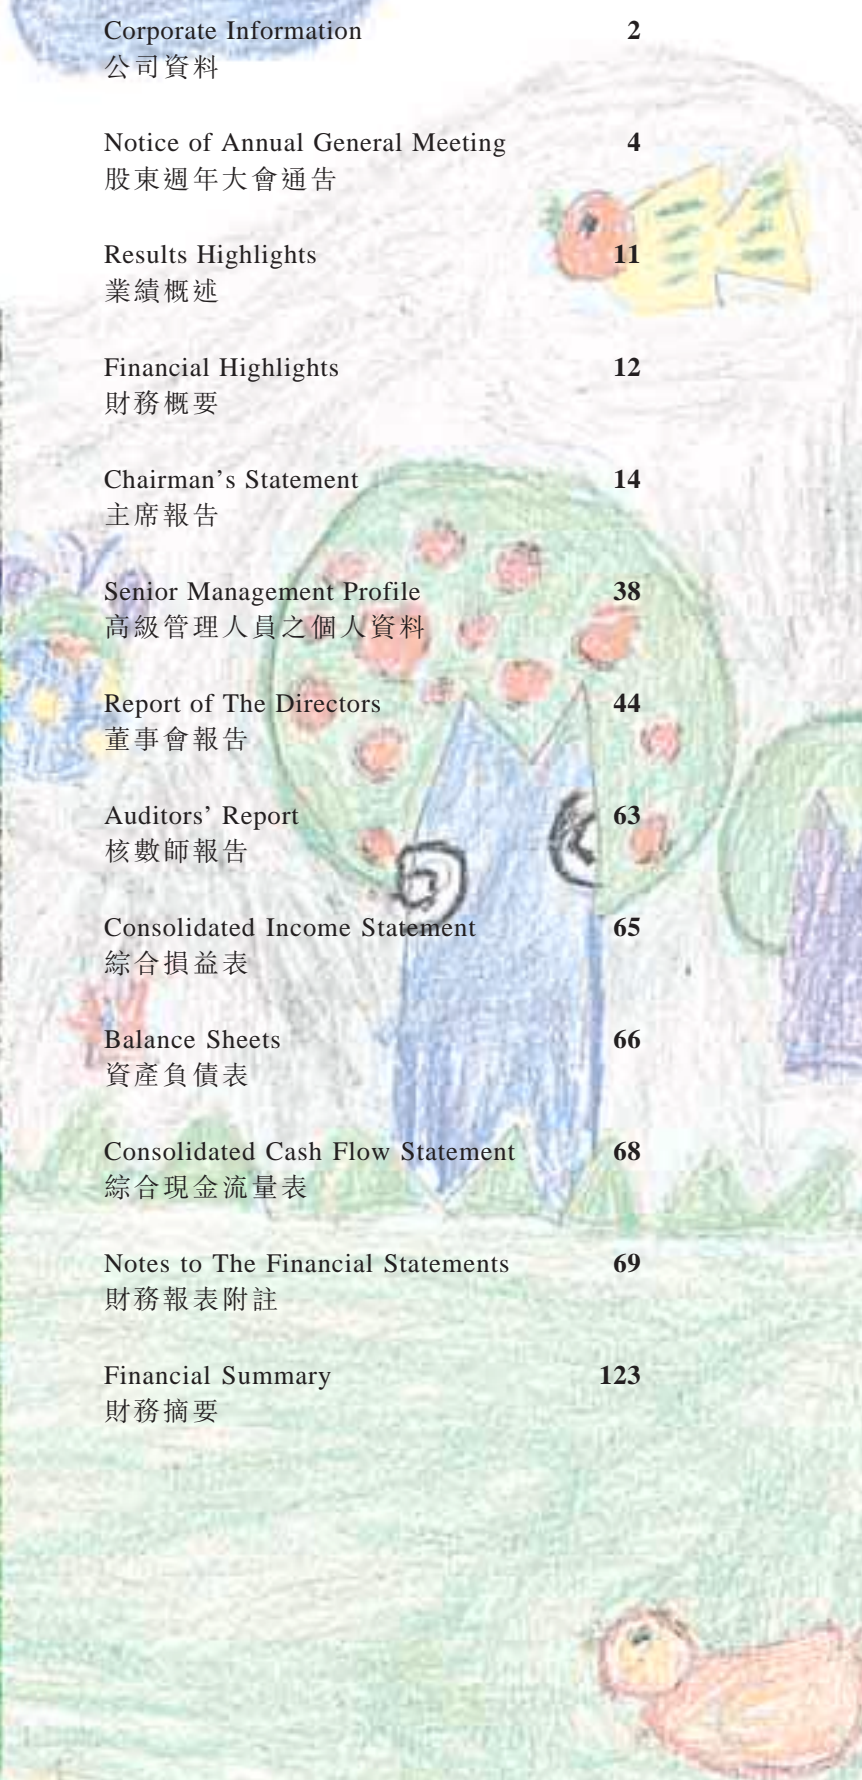 Corporate Information 2
公司資料
Notice of Annual General Meeting 4
股東週年大會通告
Results Highlights 11
業績概述
Financial Highlights 12
財務概要
Chairman's Statement 14
主席報告
Senior Management Profile 38
高級管理人員之個人資料
Report of The Directors 44
董事會報告
Auditors' Report 63
核數師報告
Consolidated Income Statement 65
綜合損益表
Balance Sheets 66
資產負債表
Consolidated Cash Flow Statement 68
綜合現金流量表
Notes to The Financial Statements 69
財務報表附註
Financial Summary 123
財務摘要